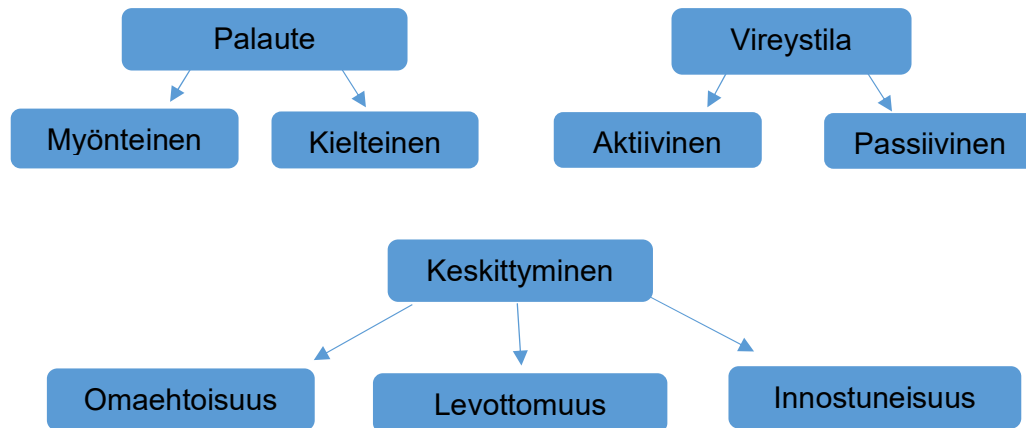 Palaute
Vireystila
Myönteinen
Kielteinen
Aktiivinen
Passiivinen
Keskittyminen
Omaehtoisuus
Levottomuus
Innostuneisuus